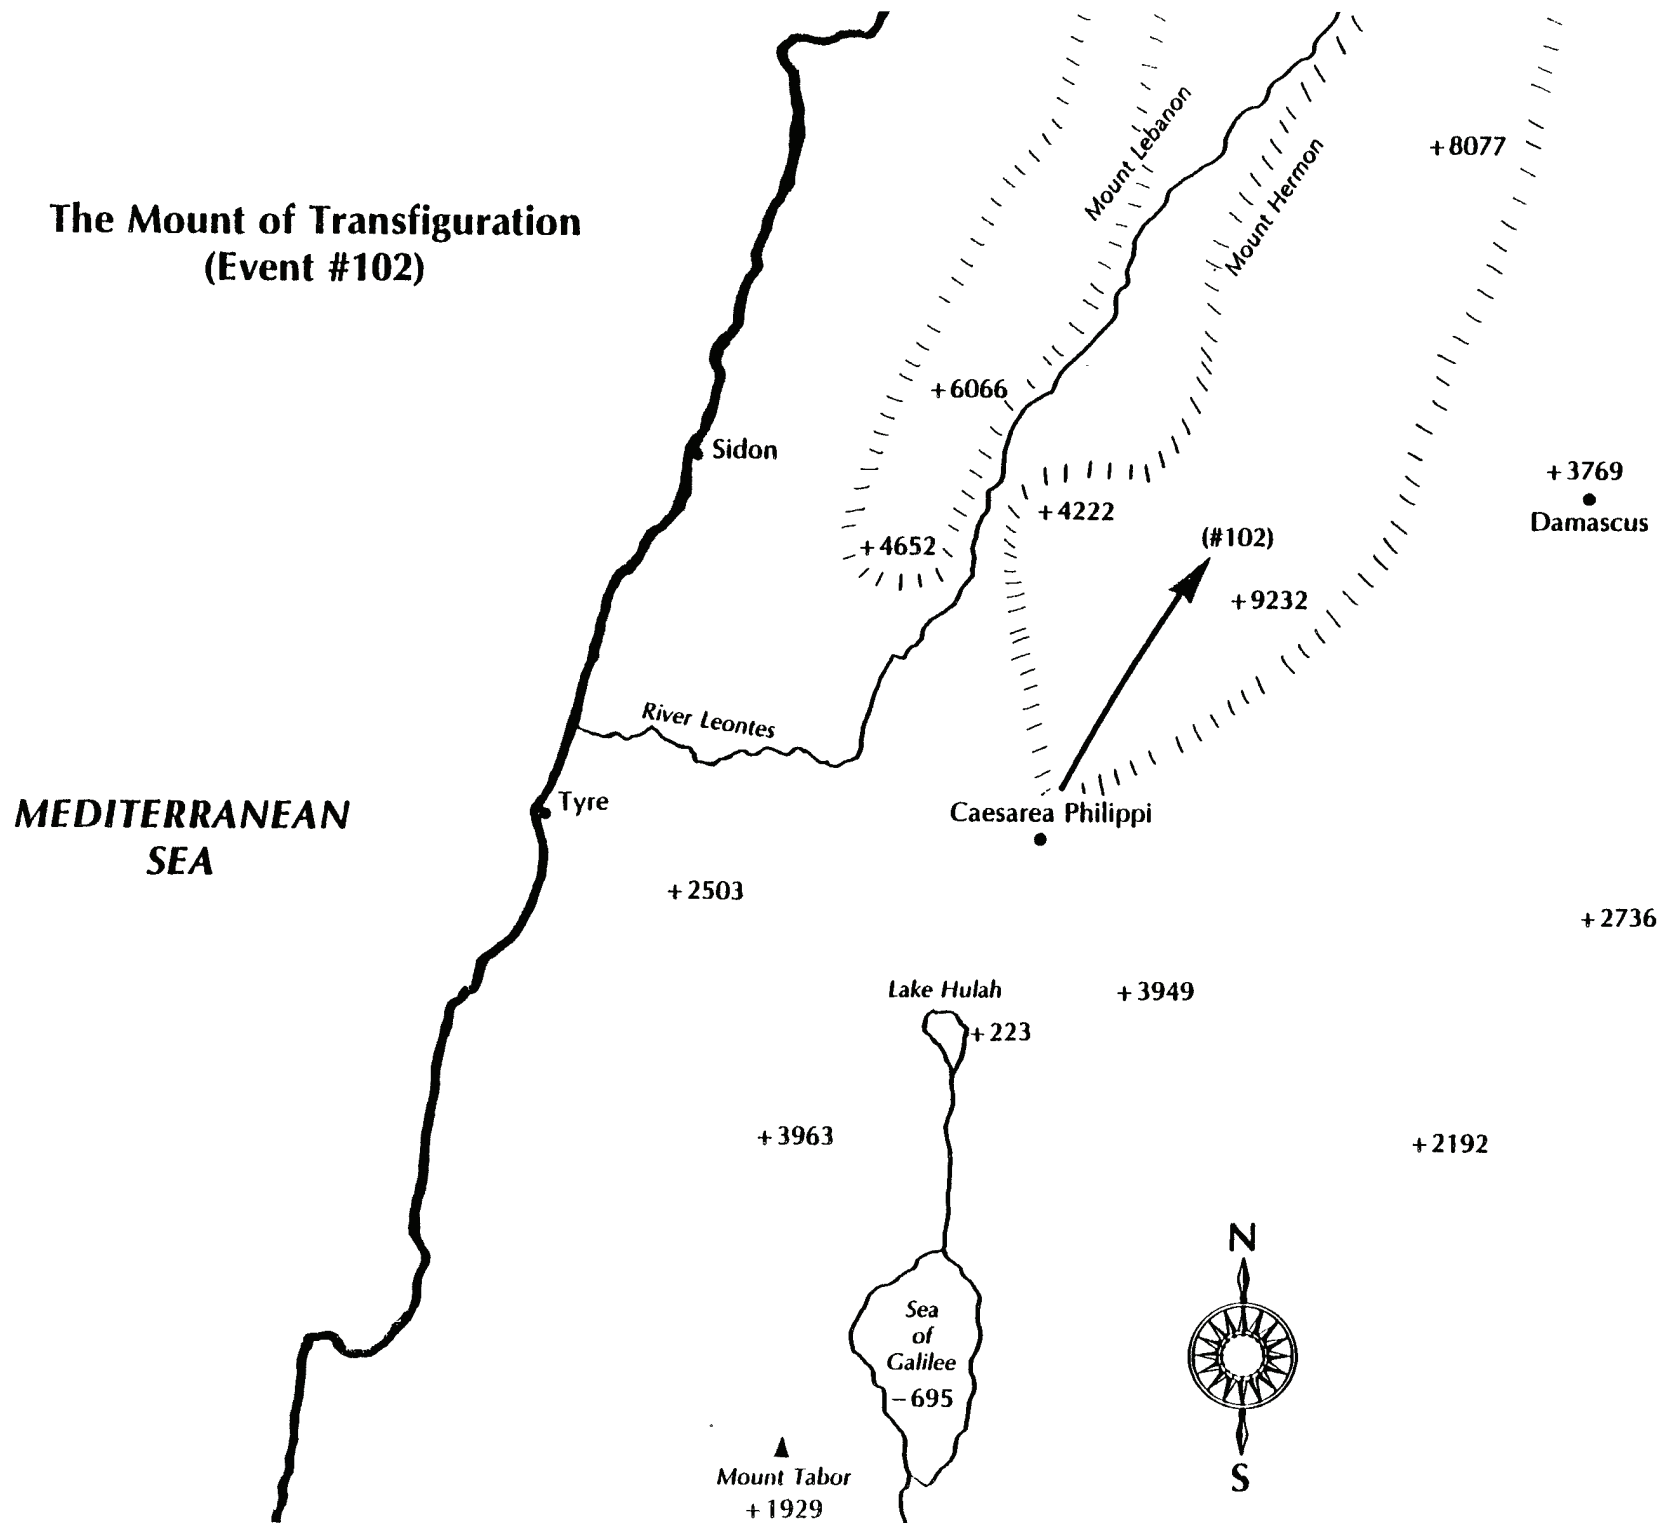 Mount Lebanon
Mount Hermon
+8077
The Mount of Transfiguration
(Event #102)
+6066
Sidon
+3769
Damascus
+4222
(#102)
+4652
+9232
River Leontes
MEDITERRANEAN
SEA
Tyre
Caesarea Philippi
+2503
+2736
Lake Hulah
+3949
+223
+3963
+2192
N
Sea
of
Galilee
−695
Mount Tabor
+1929
S